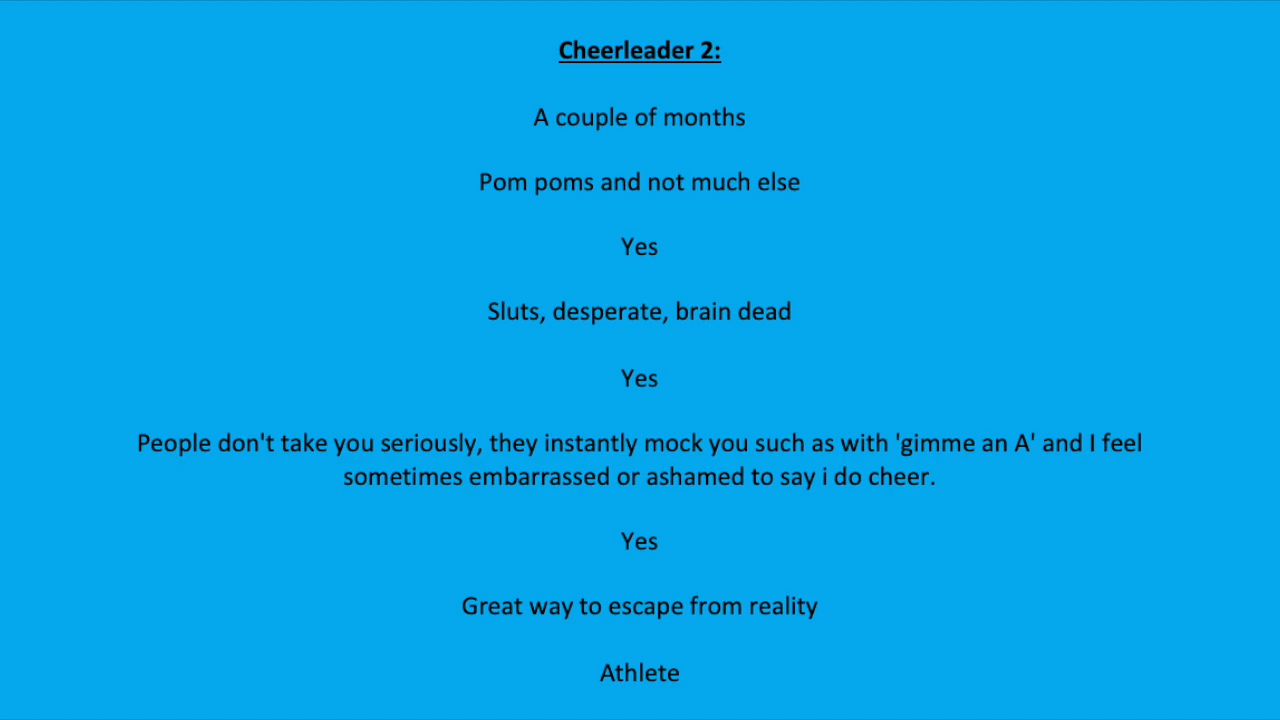 Cheerleader 2:
A couple of months
Pom poms and not much else
Yes
Sluts, desperate, brain dead
Yes
People don't take you seriously, they instantly mock you such as with 'gimme an A' and I feel
sometimes embarrassed or ashamed to say i do cheer.
Yes
Great way to escape from reality
Athlete